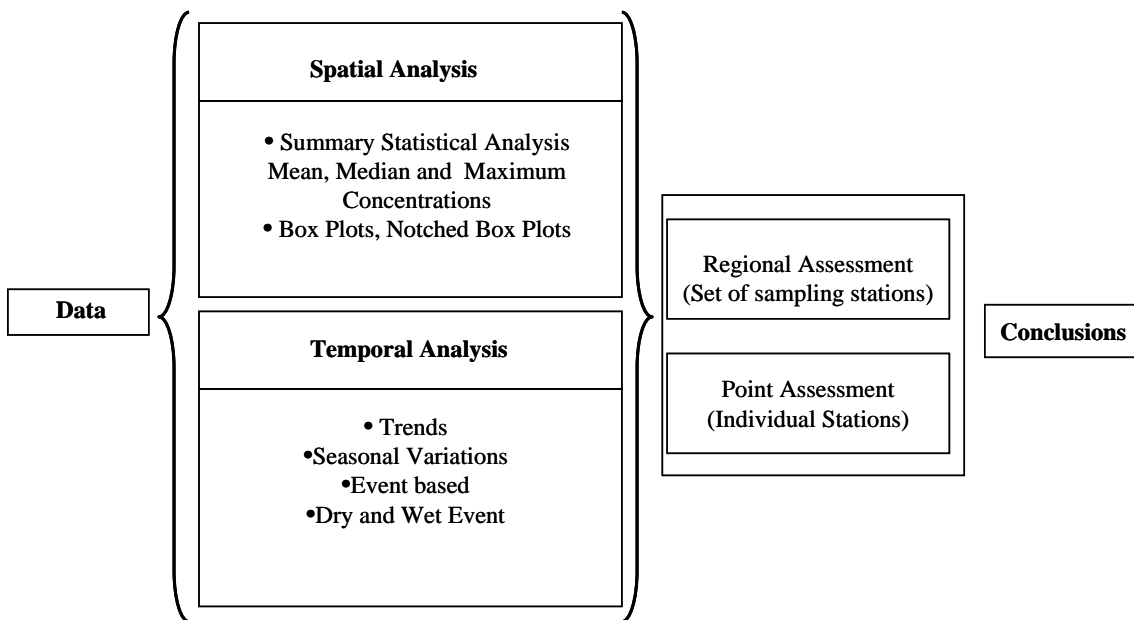 Data
Spatial Analysis
• Summary Statistical Analysis
Mean, Median and Maximum
Concentrations
• Box Plots, Notched Box Plots
Temporal Analysis
• Trends
•Seasonal Variations
•Event based
•Dry and Wet Event
Regional Assessment
(Set of sampling stations)
Point Assessment
(Individual Stations)
Conclusions